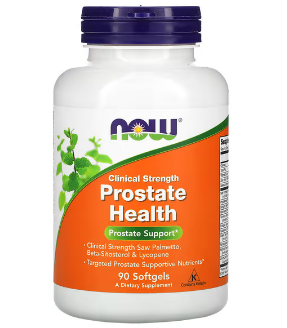 now
Clinical Strength
Prostate
Health
Prostate Support*
• Clinical Strength Saw Palmetto,
Beta-Sitosterol & Lycopene
• Targeted Prostate Supportive Nutrients*
90 Softgels
A Dietary Supplement
K